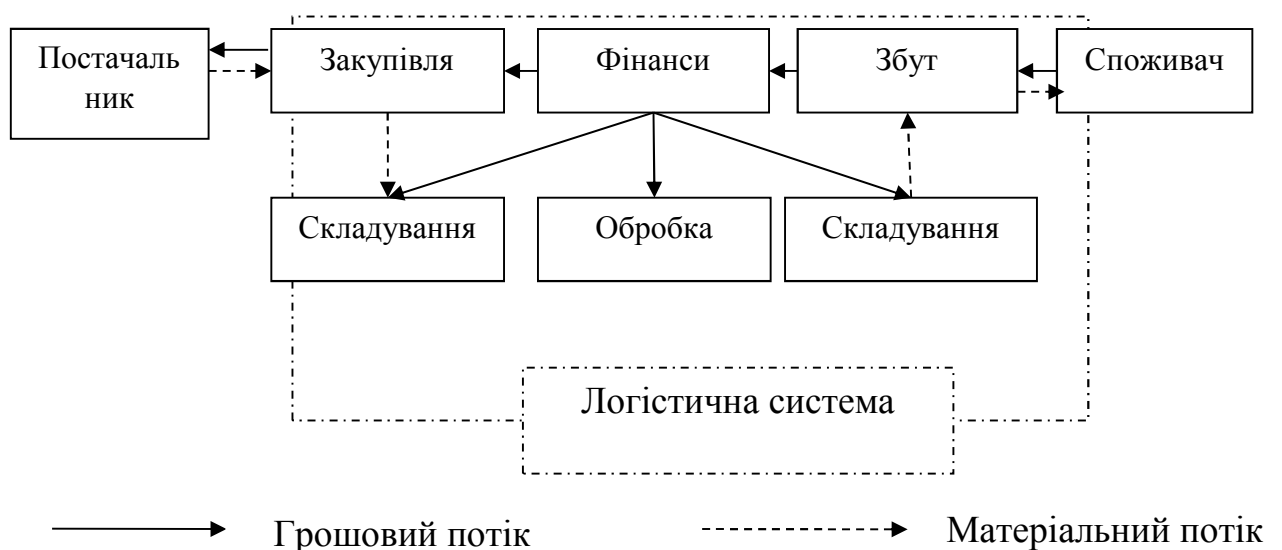 Постачаль
ник
Закупівля
Фінанси
Збут
Споживач
Складування
Обробка
Складування
Логістична система
Грошовий потік
Матеріальний потік